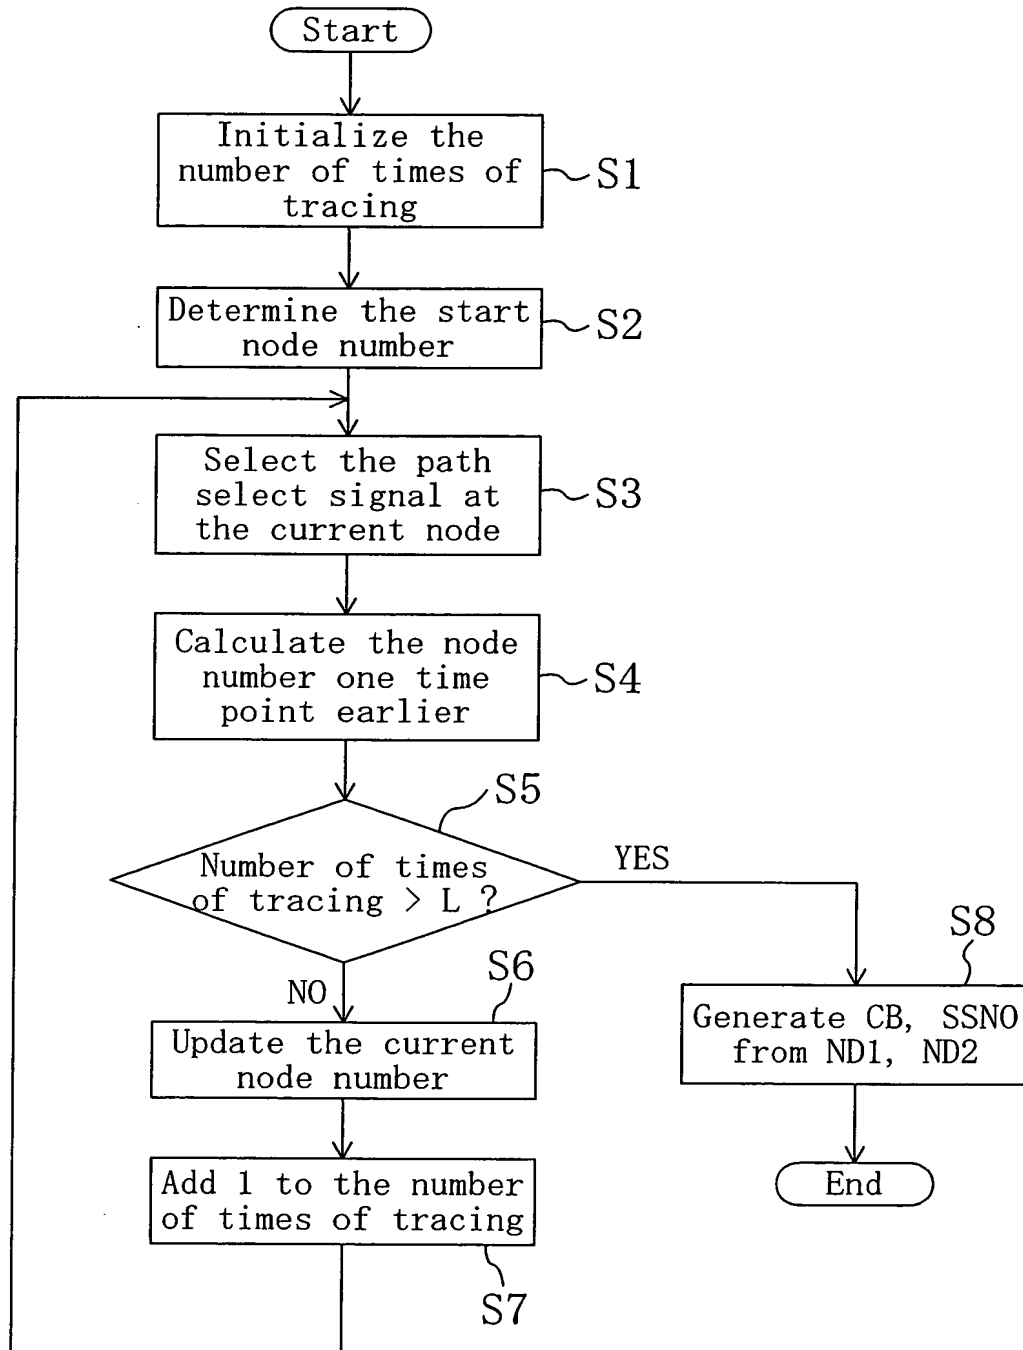 Start
Initialize the
number of times of
tracing
S1
Determine the start
node number
S2
Select the path
select signal at
the current node
S3
Calculate the node
number one time
point earlier
S4
S5
Number of times
of tracing > L ?
YES
NO
S6
Update the current
node number
S8
Generate CB, SSNO
from ND1, ND2
Add 1 to the number
of times of tracing
S7
End